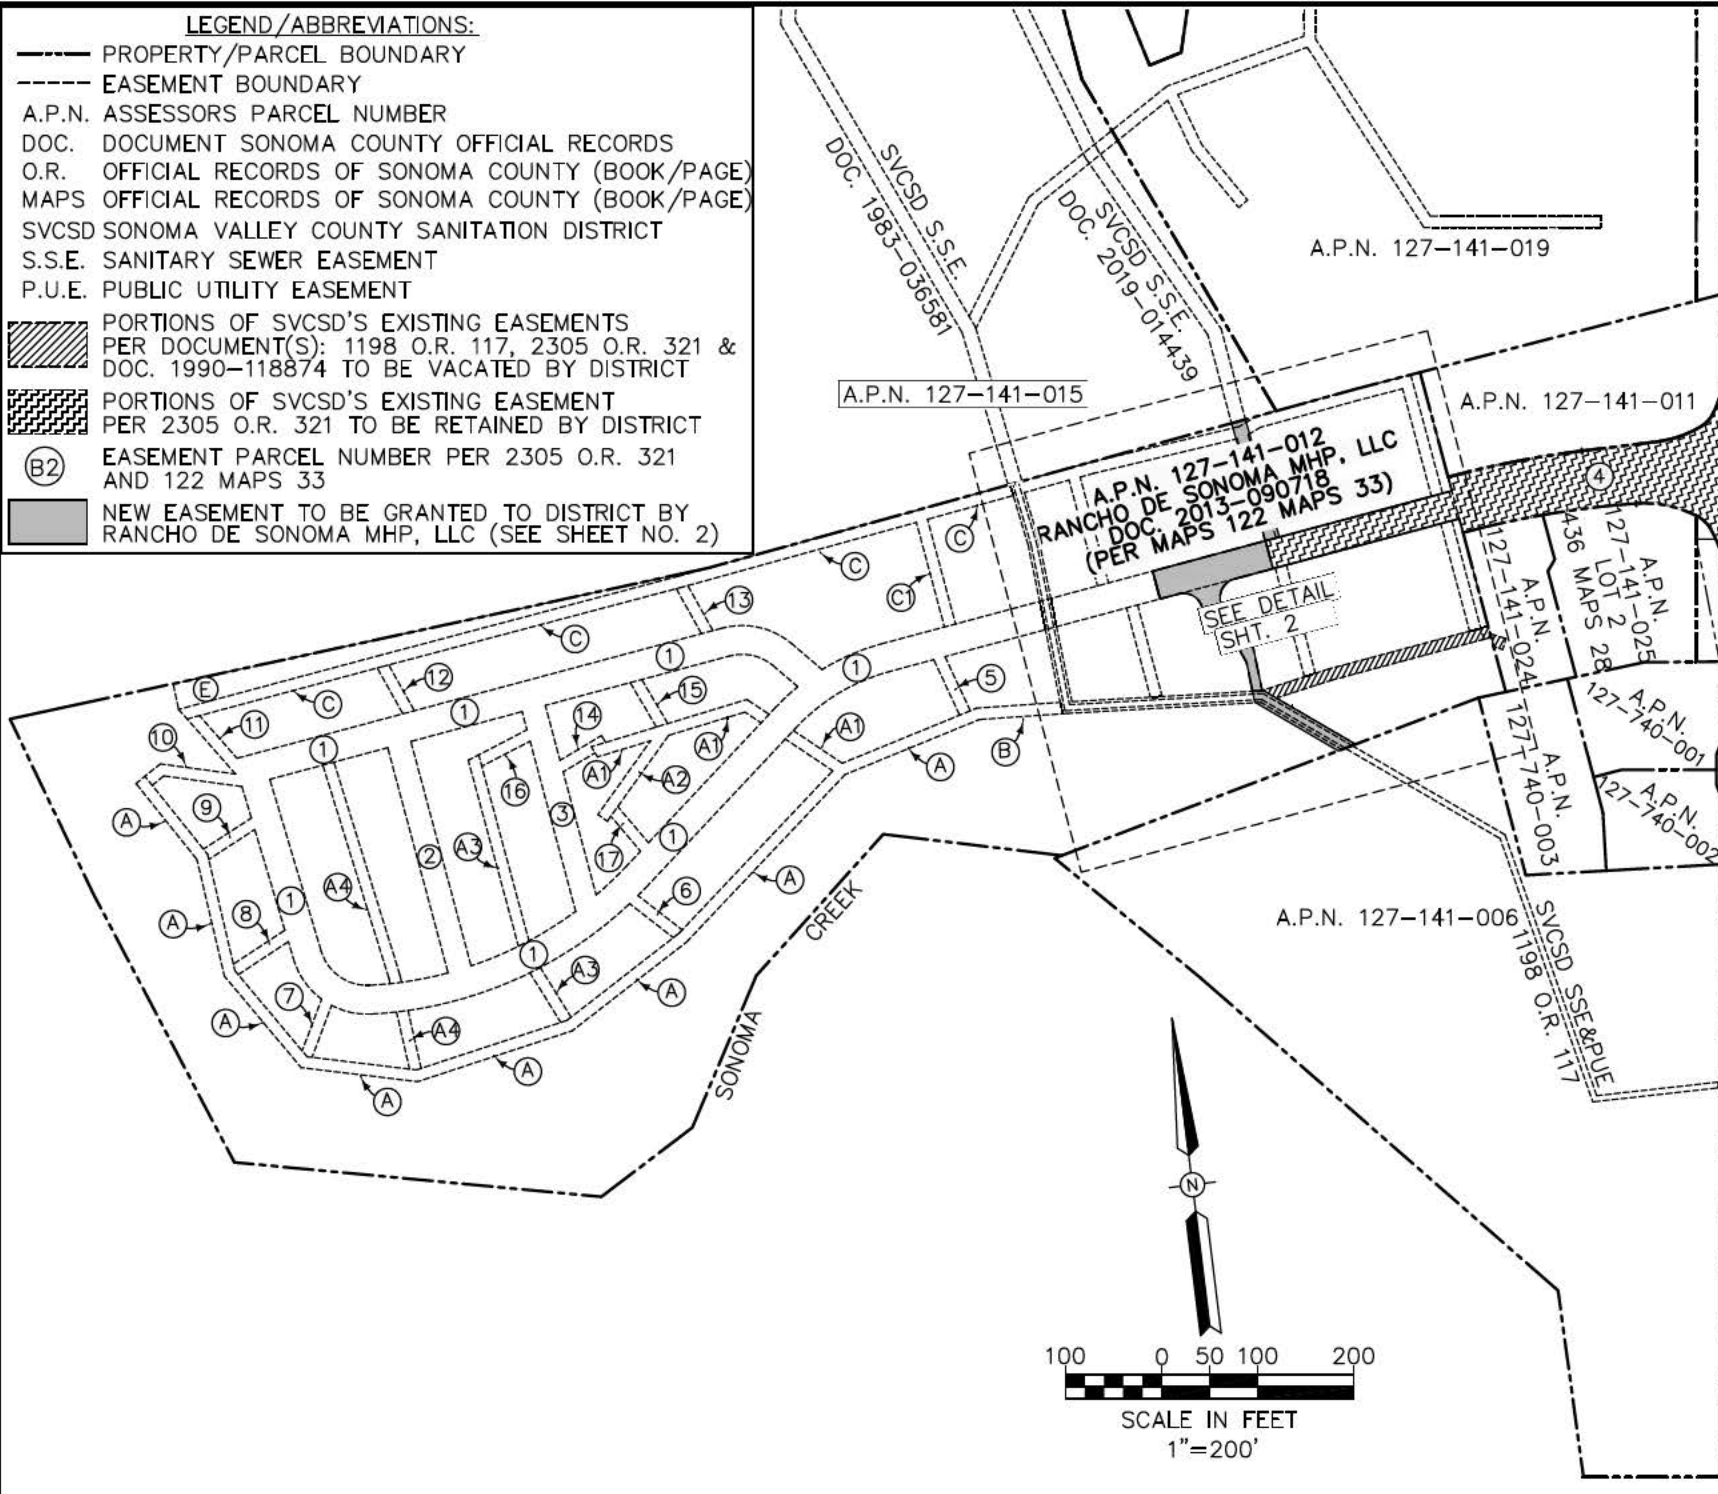 LEGEND/ABBREVIATIONS:
PROPERTY/PARCEL BOUNDARY
EASEMENT BOUNDARY
A.P.N. ASSESSORS PARCEL NUMBER
DOC. DOCUMENT SONOMA COUNTY OFFICIAL RECORDS
O.R. OFFICIAL RECORDS OF SONOMA COUNTY (BOOK/PAGE)
MAPS OFFICIAL RECORDS OF SONOMA COUNTY (BOOK/PAGE)
SVCSD SONOMA VALLEY COUNTY SANITATION DISTRICT
S.S.E. SANITARY SEWER EASEMENT
P.U.E. PUBLIC UTILITY EASEMENT
PORTIONS OF SVCSD'S EXISTING EASEMENTS
PER DOCUMENT(S): 1198 O.R. 117, 2305 O.R. 321 &
DOC. 1990-118874 TO BE VACATED BY DISTRICT
PORTIONS OF SVCSD'S EXISTING EASEMENT
PER 2305 O.R. 321 TO BE RETAINED BY DISTRICT
B2
EASEMENT PARCEL NUMBER PER 2305 O.R. 321
AND 122 MAPS 33
NEW EASEMENT TO BE GRANTED TO DISTRICT BY
RANCHO DE SONOMA MHP, LLC (SEE SHEET NO. 2)
SVCSD S.S.E.
DOC. 1983-036581
SVCSD S.S.E.
DOC. 2019-014439
A.P.N. 127-141-019
A.P.N. 127-141-015
A.P.N. 127-141-011
A.P.N. 127-141-012
RANCHO DE SONOMA MHP, LLC
DOC. 2013-090718
(PER MAPS 122 MAPS 33)
4
SEE DETAIL
SHT. 2
A.P.N.
127-141-024
A.P.N.
127-141-025
LOT 2
436 MAPS 28
A.P.N.
127-740-001
A.P.N.
127-740-002
A.P.N.
127-740-003
A.P.N. 127-141-006
SVCSD SSE&PUE
1198 O.R. 117
C
C
C1
13
C
E
C
12
1
1
5
15
11
1
14
10
1
A1
A1
A1
B
A
A2
16
9
A
3
1
A3
17
2
A
A4
6
1
8
A
1
A3
7
A
A
A4
A
A
CREEK
SONOMA
N
100 0 50 100 200
SCALE IN FEET
1"=200'